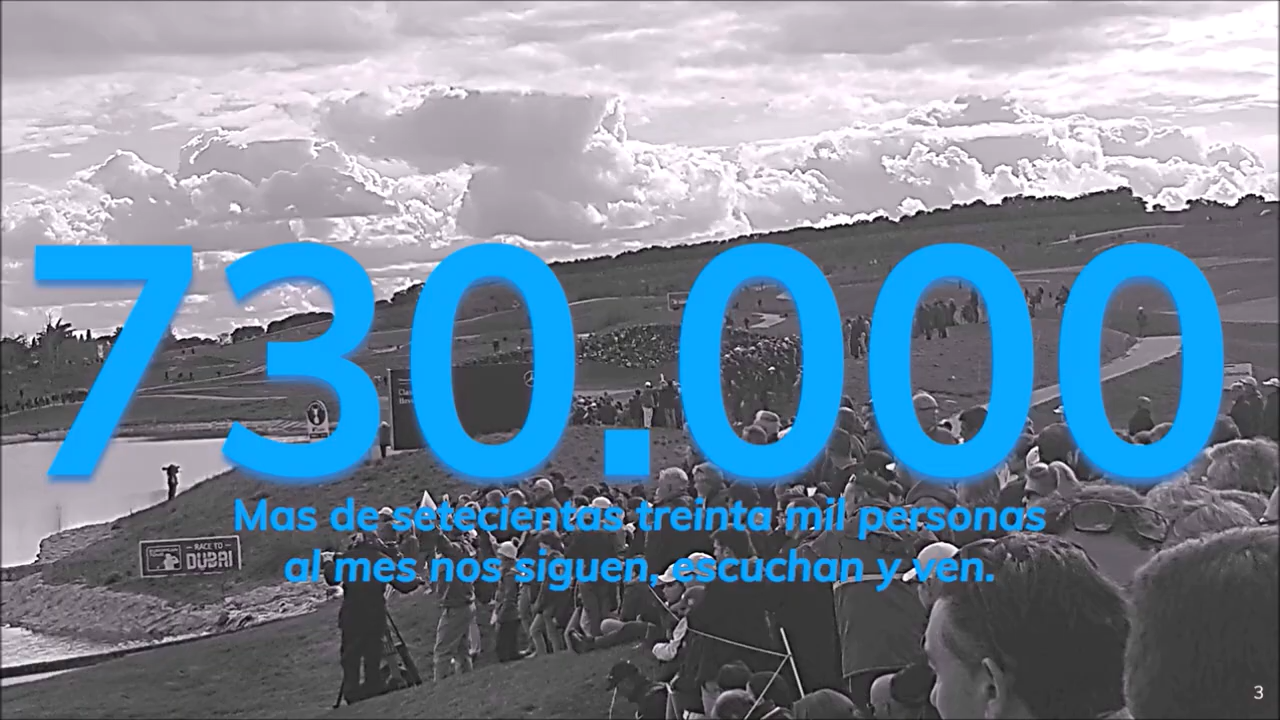 730.000
Mas de setecientas treinta mil personas
al mes nos siguen, escuchan y ven.
RACE TO
DUBAI
3